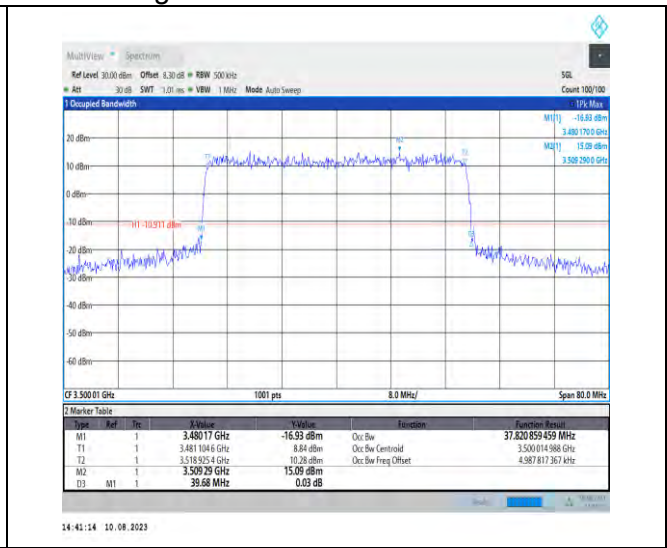 MultiView Spectrum
Ref Level 30.00 dBm Offset 8.30 dB RBW 500 kHz SGL
Att 30 dB SWT 1.01 ms VBW 1 MHz Mode Auto Sweep Count 100/100
1 Occupied Bandwidth 1Pk Max
M1[1] -16.93 dBm
3.480 170 0 GHz
20 dBm
M2[1] 15.09 dBm
3.509 290 0 GHz
10 dBm
0 dBm
-10 dBm
H1 -10.911 dBm
-20 dBm
-30 dBm
-40 dBm
-50 dBm
-60 dBm
CF 3.500 01 GHz 1001 pts 8.0 MHz/ Span 80.0 MHz
2 Marker Table
Type Ref Trc X-Value Y-Value Function Function Result
M1 1 3.480 17 GHz -16.93 dBm Occ Bw 37.820 859 459 MHz
T1 1 3.481 104 6 GHz 8.84 dBm Occ Bw Centroid 3.500 014 988 GHz
T2 1 3.518 925 4 GHz 10.28 dBm Occ Bw Freq Offset 4.987 817 367 kHz
M2 1 3.509 29 GHz 15.09 dBm
D3 M1 1 39.68 MHz 0.03 dB
14:41:14 10.08.2023